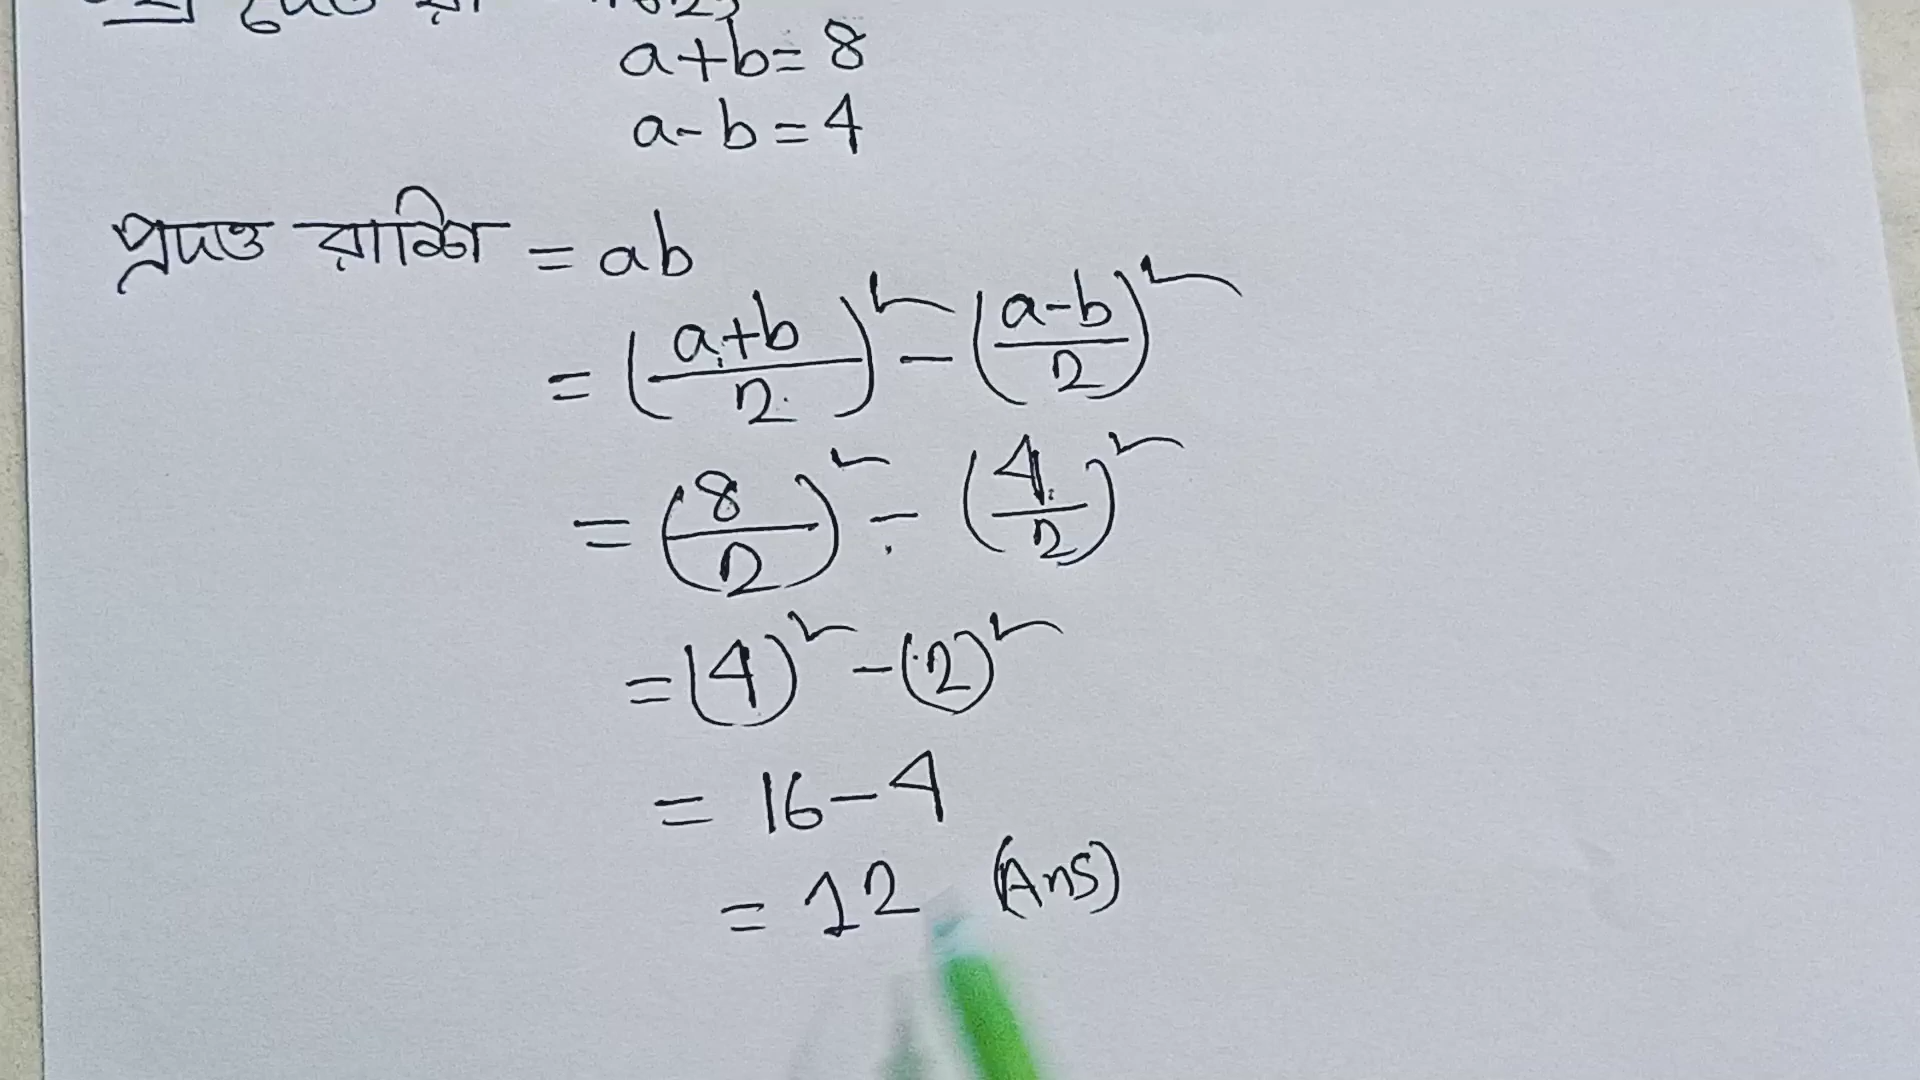 a+b=8
a-b=4
প্রদত্ত রাশি = ab
= (a+b/2)² - (a-b/2)²
= (8/2)² - (4/2)²
= (4)² - (2)²
= 16-4
= 12 (Ans)